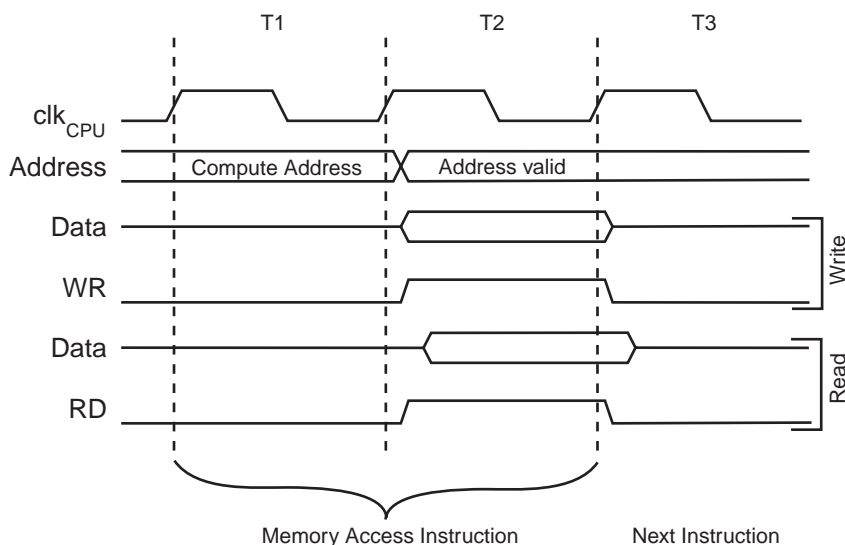 T1 T2 T3
clkCPU
Address Compute Address Address valid
Data
WR
Write
Data
RD
Read
Memory Access Instruction Next Instruction